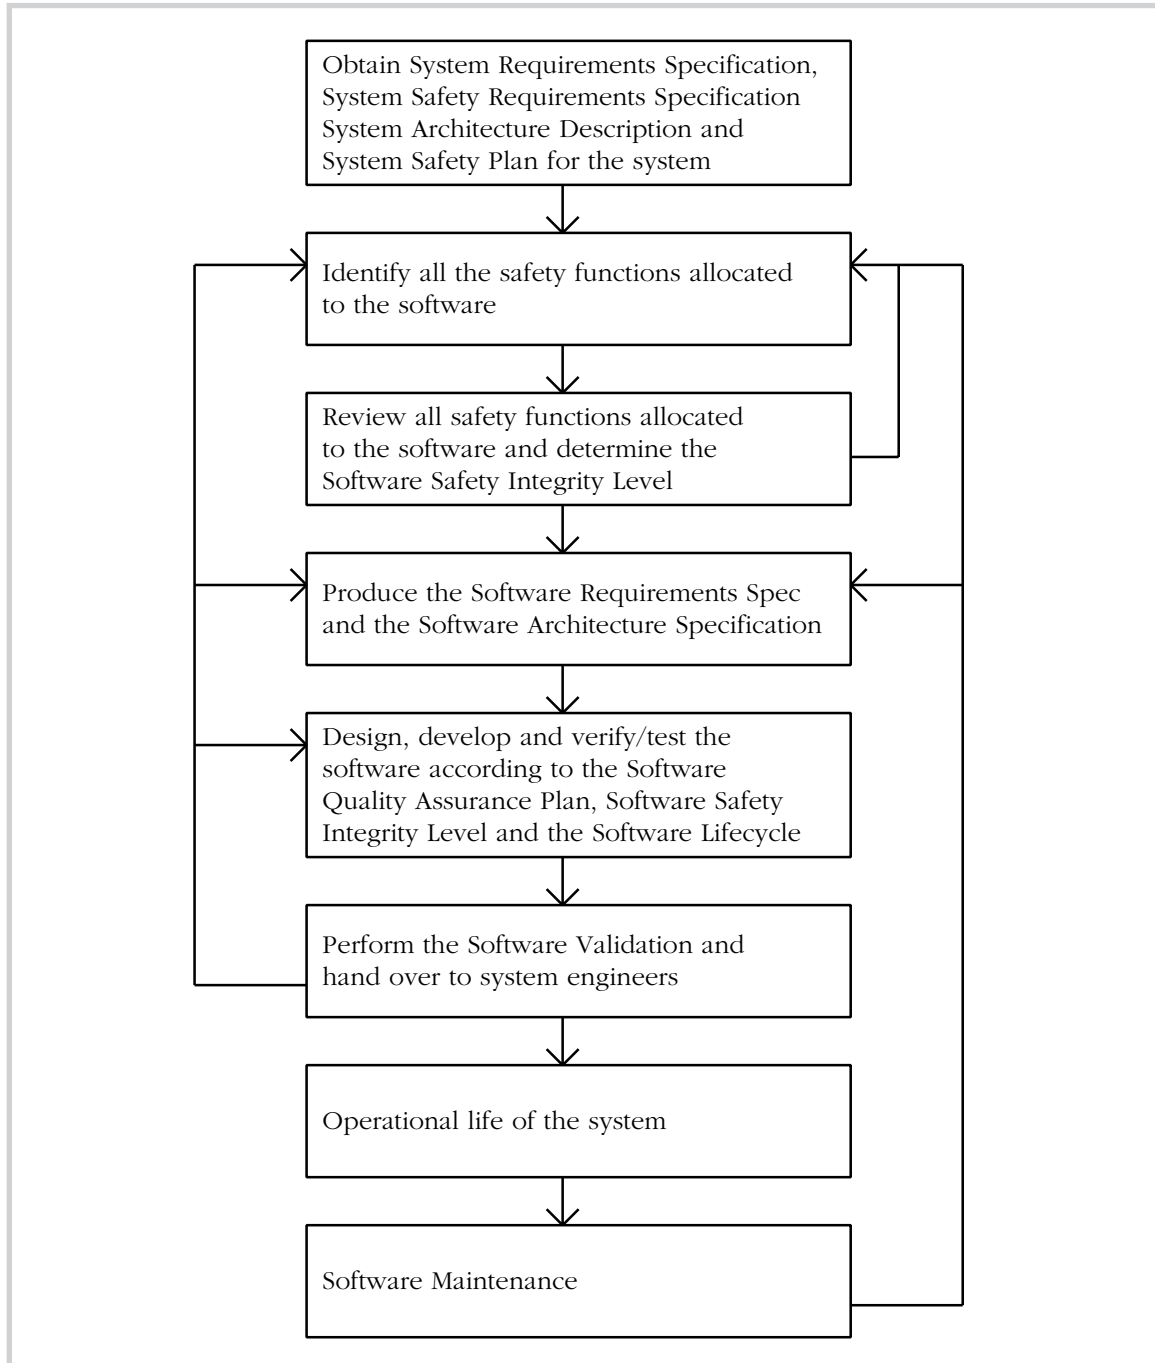 Obtain System Requirements Specification,
System Safety Requirements Specification
System Architecture Description and
System Safety Plan for the system
Identify all the safety functions allocated
to the software
Review all safety functions allocated
to the software and determine the
Software Safety Integrity Level
Produce the Software Requirements Spec
and the Software Architecture Specification
Design, develop and verify/test the
software according to the Software
Quality Assurance Plan, Software Safety
Integrity Level and the Software Lifecycle
Perform the Software Validation and
hand over to system engineers
Operational life of the system
Software Maintenance